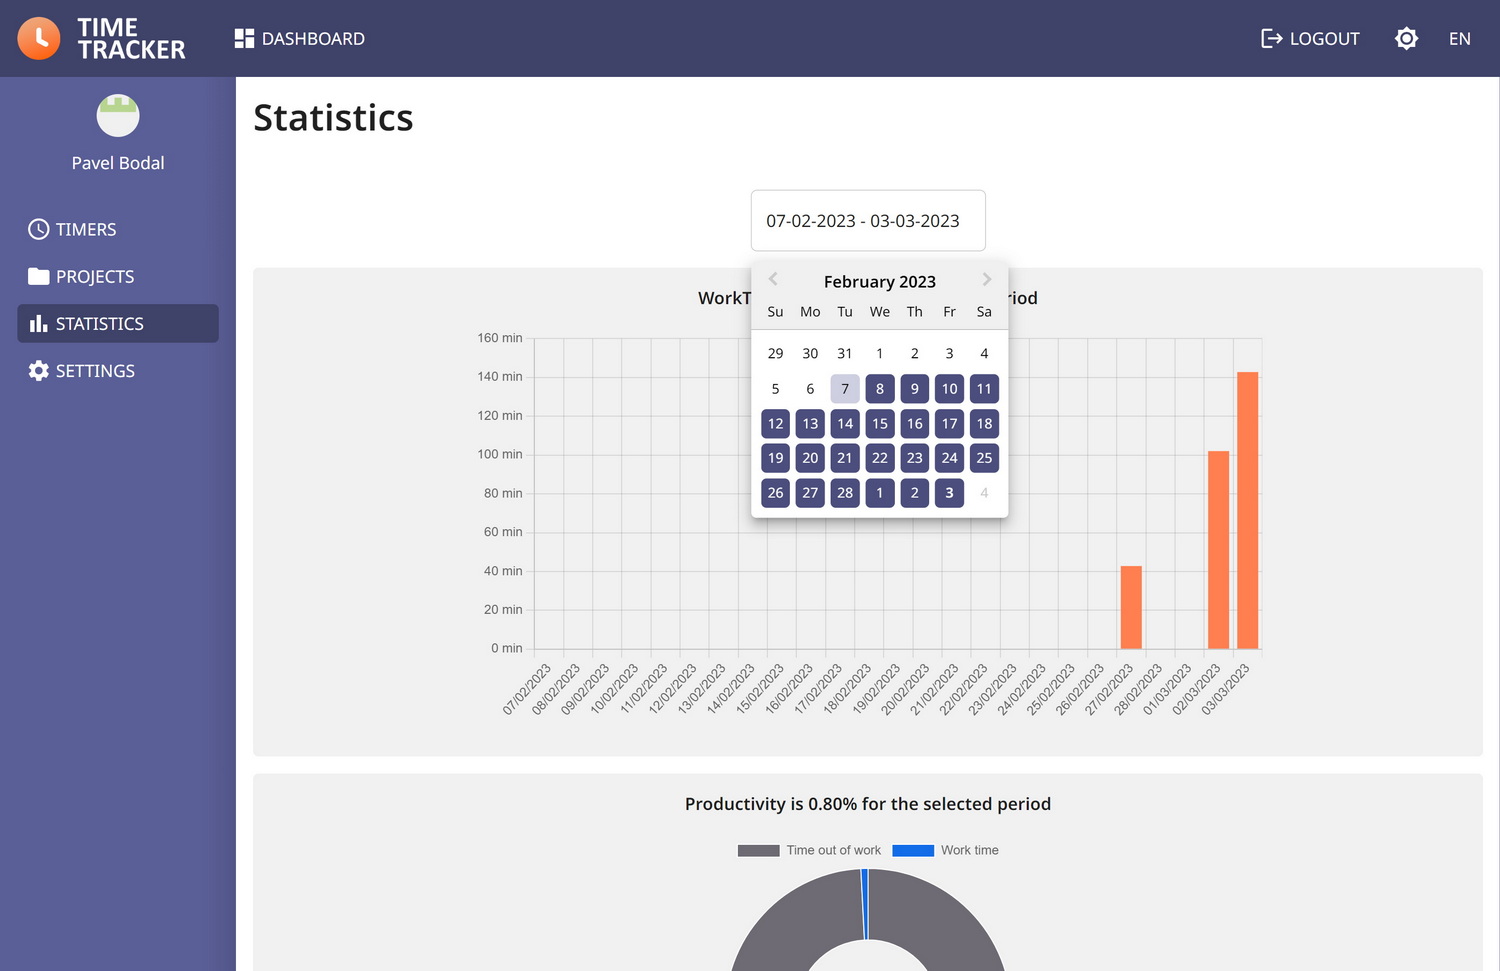 TIME
TRACKER
DASHBOARD
LOGOUT
EN
Pavel Bodal
TIMERS
PROJECTS
STATISTICS
SETTINGS
Statistics
07-02-2023 - 03-03-2023
February 2023
Su Mo Tu We Th Fr Sa
29 30 31 1 2 3 4
5 6 7 8 9 10 11
12 13 14 15 16 17 18
19 20 21 22 23 24 25
26 27 28 1 2 3 4
160 min
140 min
120 min
100 min
80 min
60 min
40 min
20 min
0 min
07/02/2023
08/02/2023
09/02/2023
10/02/2023
11/02/2023
12/02/2023
13/02/2023
14/02/2023
15/02/2023
16/02/2023
17/02/2023
18/02/2023
19/02/2023
20/02/2023
21/02/2023
22/02/2023
23/02/2023
24/02/2023
25/02/2023
26/02/2023
27/02/2023
28/02/2023
01/03/2023
02/03/2023
03/03/2023
Productivity is 0.80% for the selected period
Time out of work
Work time